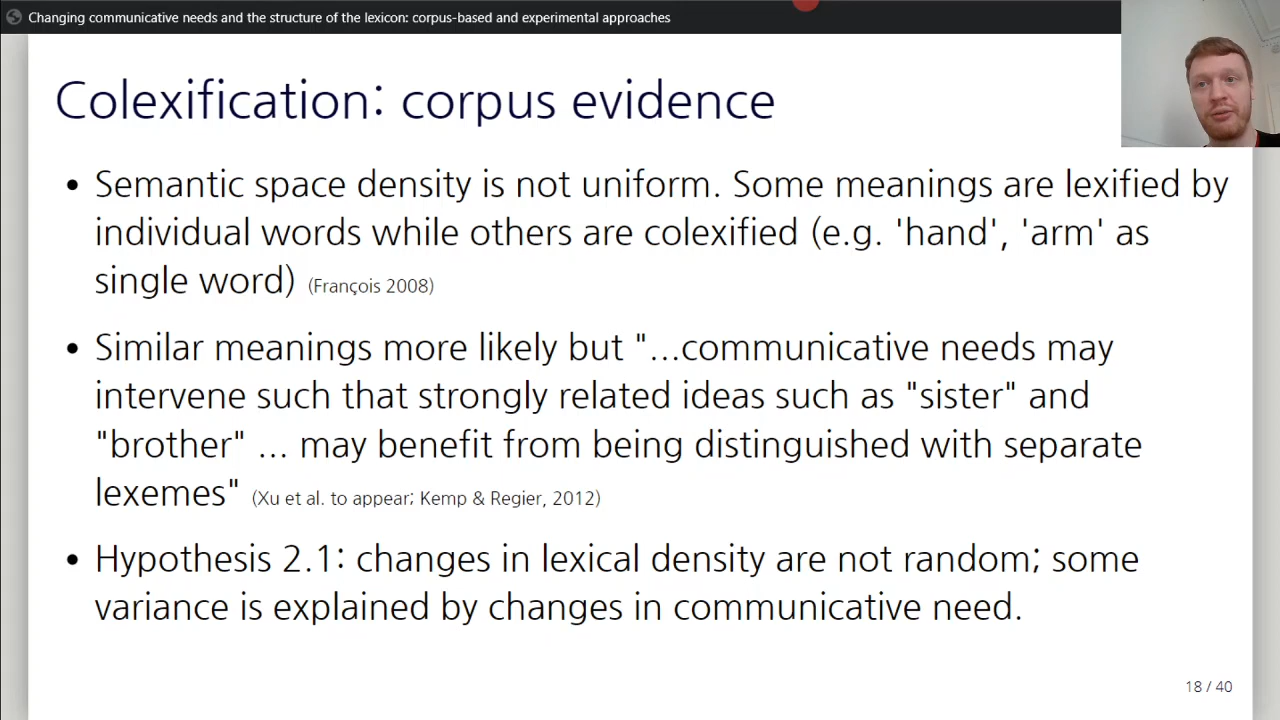 Changing communicative needs and the structure of the lexicon: corpus-based and experimental approaches
Colexification: corpus evidence
• Semantic space density is not uniform. Some meanings are lexified by
individual words while others are colexified (e.g. 'hand', 'arm' as
single word) (François 2008)
• Similar meanings more likely but "...communicative needs may
intervene such that strongly related ideas such as "sister" and
"brother" ... may benefit from being distinguished with separate
lexemes" (Xu et al. to appear; Kemp & Regier, 2012)
• Hypothesis 2.1: changes in lexical density are not random; some
variance is explained by changes in communicative need.
18 / 40